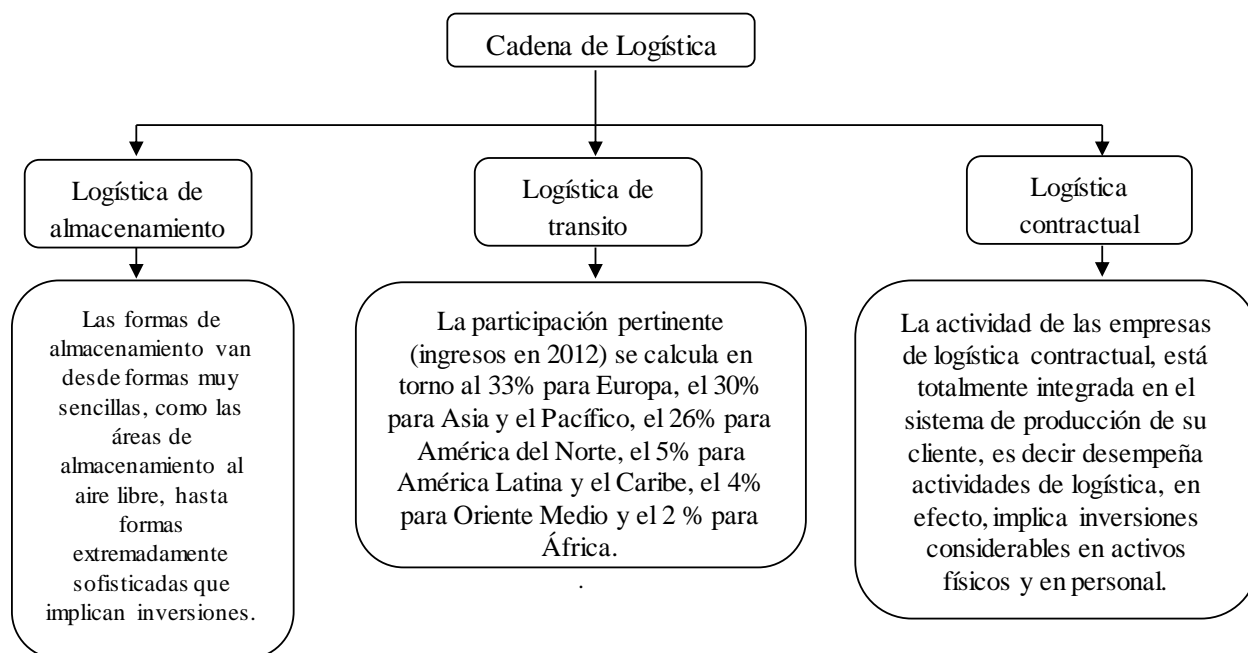 Cadena de Logística
Logística de
almacenamiento
Logística de
transito
Logística
contractual
Las formas de
almacenamiento van
desde formas muy
sencillas, como las
áreas de
almacenamiento al
aire libre, hasta
formas
extremadamente
sofisticadas que
implican inversiones.
La participación pertinente
(ingresos en 2012) se calcula en
torno al 33% para Europa, el 30%
para Asia y el Pacífico, el 26% para
América del Norte, el 5% para
América Latina y el Caribe, el 4%
para Oriente Medio y el 2 % para
África.
.
La actividad de las empresas
de logística contractual, está
totalmente integrada en el
sistema de producción de su
cliente, es decir desempeña
actividades de logística, en
efecto, implica inversiones
considerables en activos
físicos y en personal.